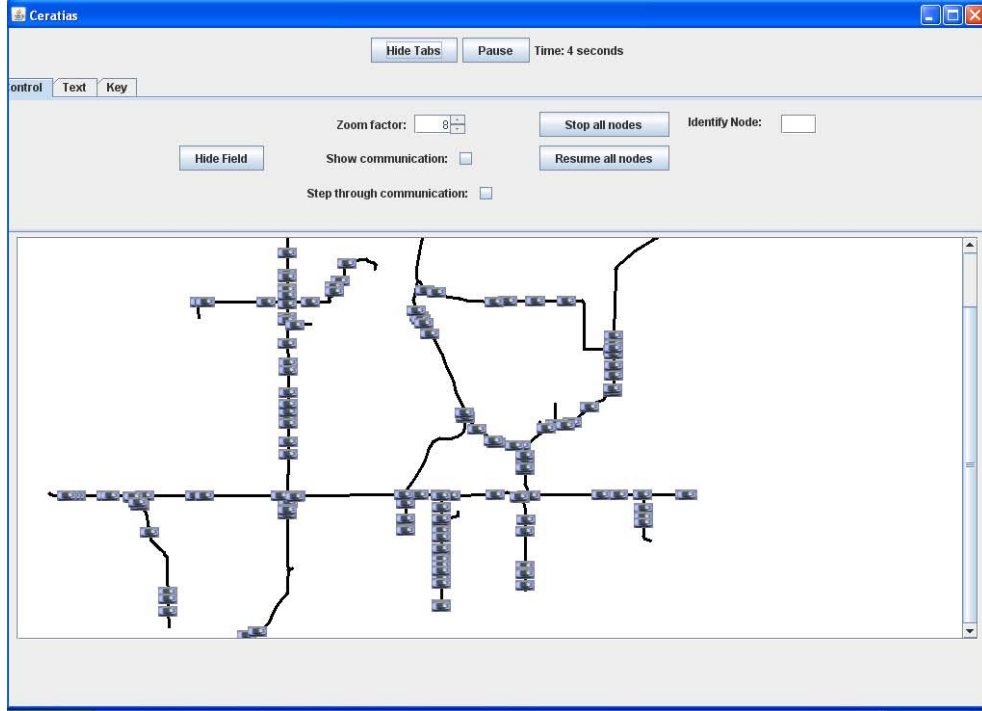 Ceratias
Hide Tabs Pause Time: 4 seconds
ontrol Text Key
Zoom factor: 8 Stop all nodes Identify Node:
Hide Field Show communication: Resume all nodes
Step through communication: